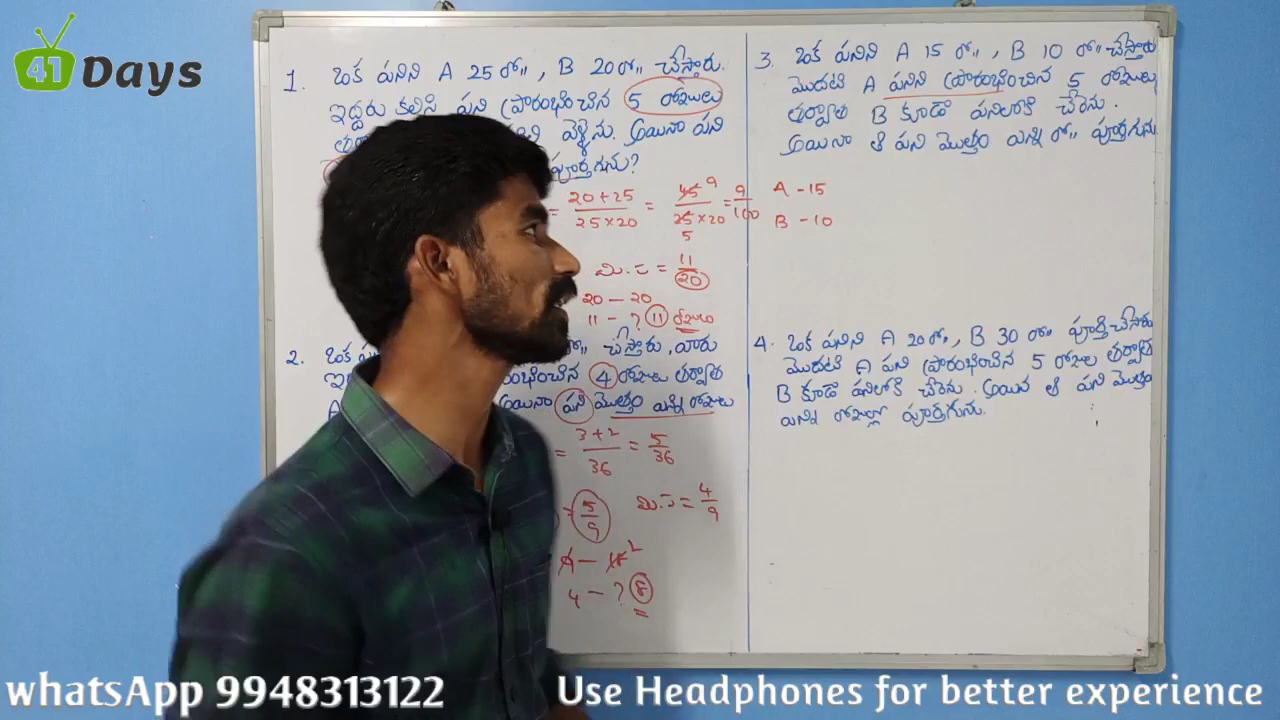 41 Days
1. ఒక పనిని A 25 రో॥, B 20 రో॥ చేస్తారు.
ఇద్దరు కలిసి పని ప్రారంభించిన 5 రోజులు
వెళ్ళెను. అయినా పని
పూర్తగును?
= 20 + 25 / 25 × 20 = 45 9 / 25 × 20 5 = 9 / 100
మి.ప = 11 / 20
20 — 20
11 — ? 11 రోజులు
2. ఒక రో॥ చేస్తారు, వారు
4 రోజులు తర్వాత
అయినా పని మొత్తం ఎన్ని రోజులు
= 3 + 2 / 36 = 5 / 36
= 5 / 9 మి.ప = 4 / 9
4 — ? 8
3. ఒక పనిని A 15 రో॥, B 10 రో॥ చేస్తారు
మొదటి A పనిని ప్రారంభించిన 5 రోజులు
తర్వాత B కూడా పనిలోకి చేరెను.
అయినా ఆ పని మొత్తం ఎన్ని రో॥ పూర్తగును
A - 15
B - 10
4. ఒక పనిని A 20 రో॥, B 30 రో॥ పూర్తి చేస్తారు
మొదటి A పని ప్రారంభించిన 5 రోజుల తర్వాత
B కూడా పనిలోకి చేరెను. అయిన ఆ పని మొత్తం
ఎన్ని రోజుల్లో పూర్తగును.
whatsApp 9948313122
Use Headphones for better experience